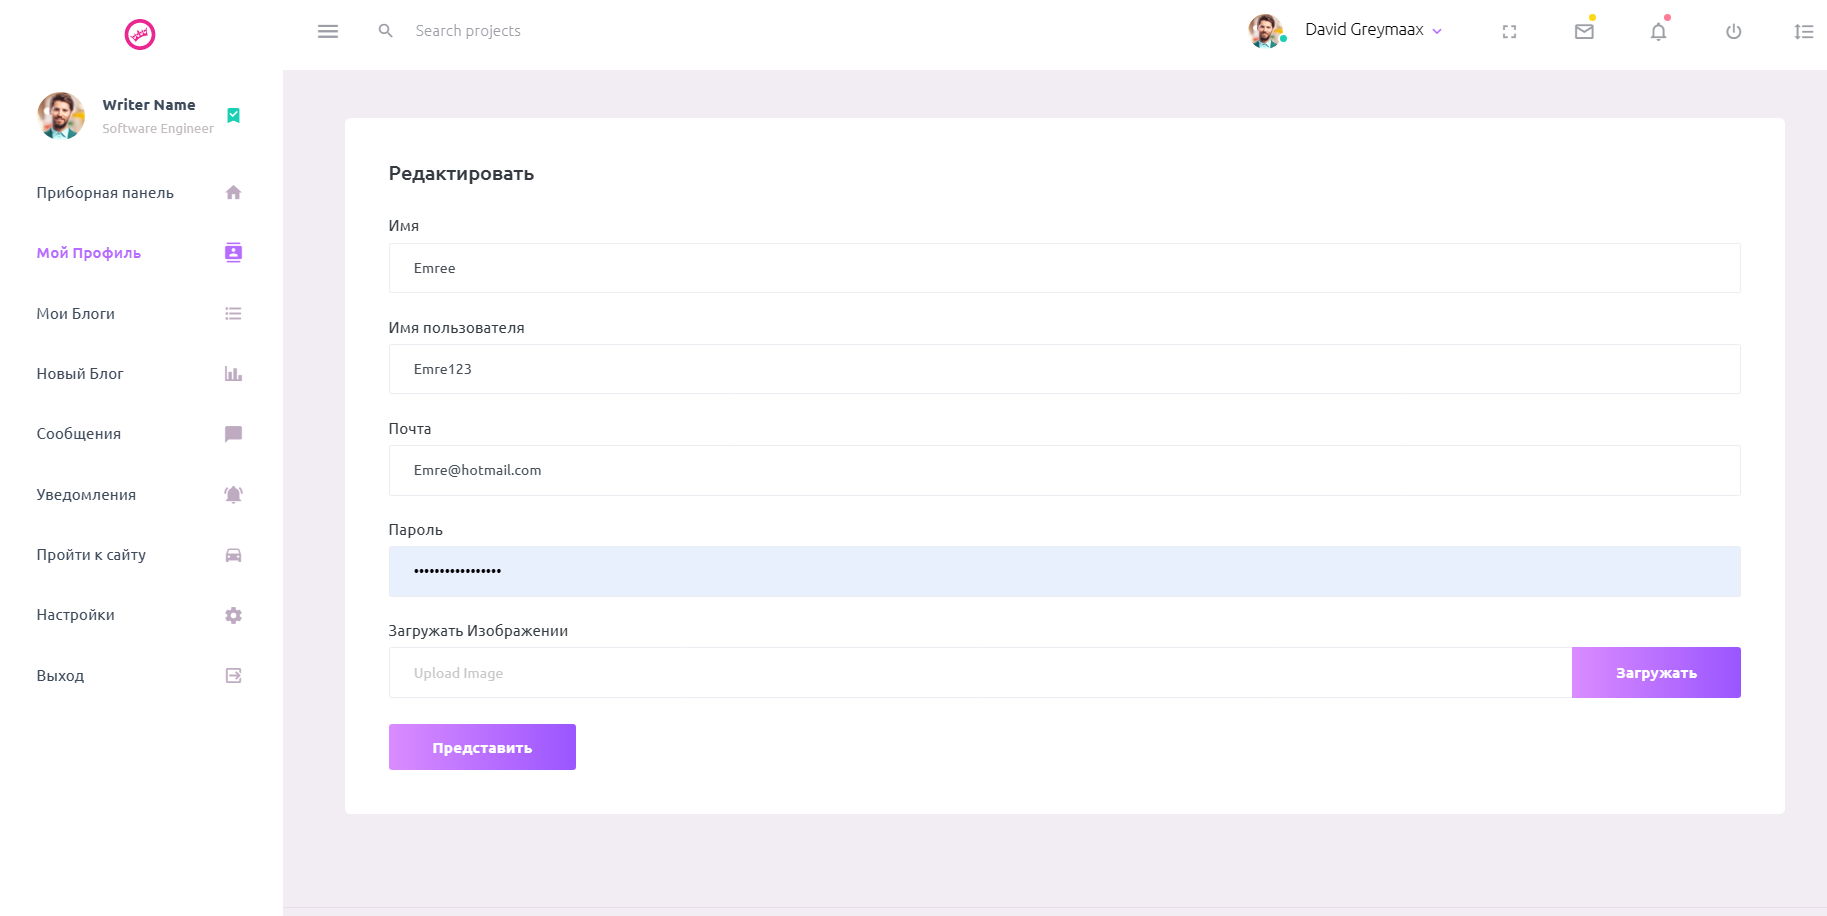 Search projects
David Greymaax
Writer Name
Software Engineer
Приборная панель
Мой Профиль
Мои Блоги
Новый Блог
Сообщения
Уведомления
Пройти к сайту
Настройки
Выход
Редактировать
Имя
Emree
Имя пользователя
Emre123
Почта
Emre@hotmail.com
Пароль
•••••••••••••••••
Загружать Изображении
Upload Image
Загружать
Представить